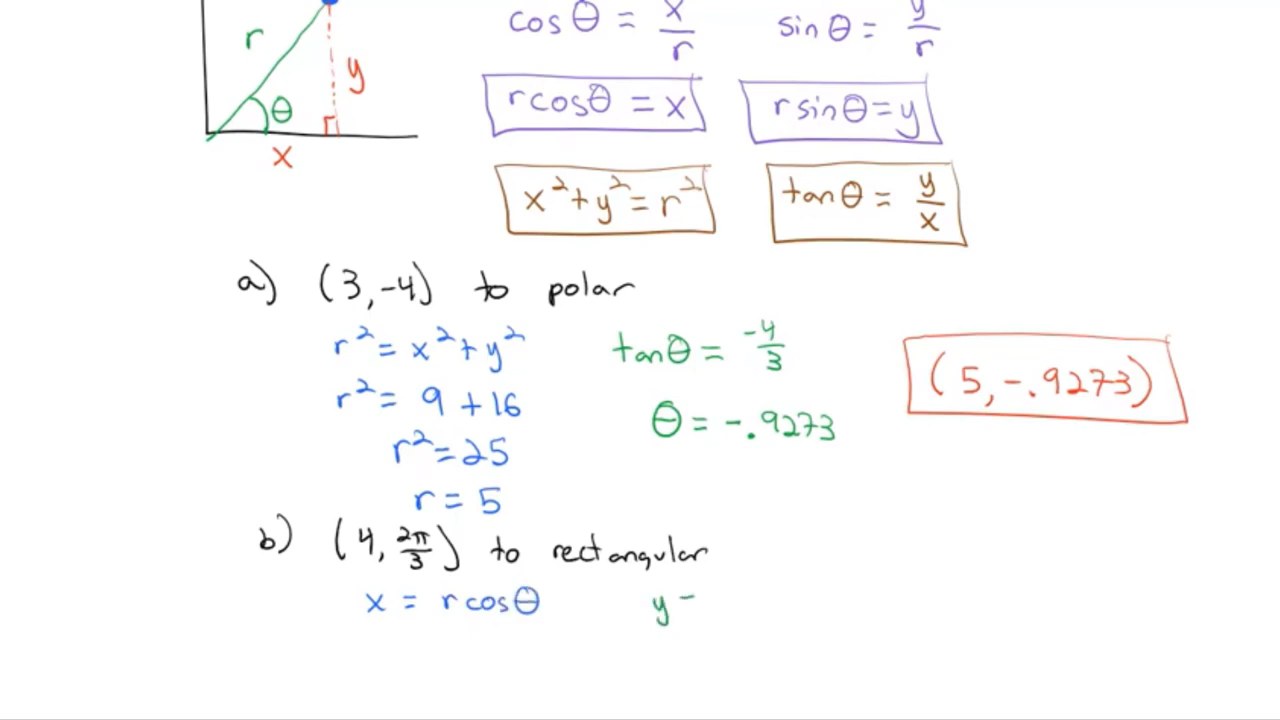 cos θ = x/r
sin θ = y/r
r
y
θ
x
r cos θ = x
r sin θ = y
x² + y² = r²
tan θ = y/x
a) (3, -4) to polar
r² = x² + y²
tan θ = -4/3
(5, -.9273)
r² = 9 + 16
θ = -.9273
r² = 25
r = 5
b) (4, 2π/3) to rectangular
x = r cos θ
y =